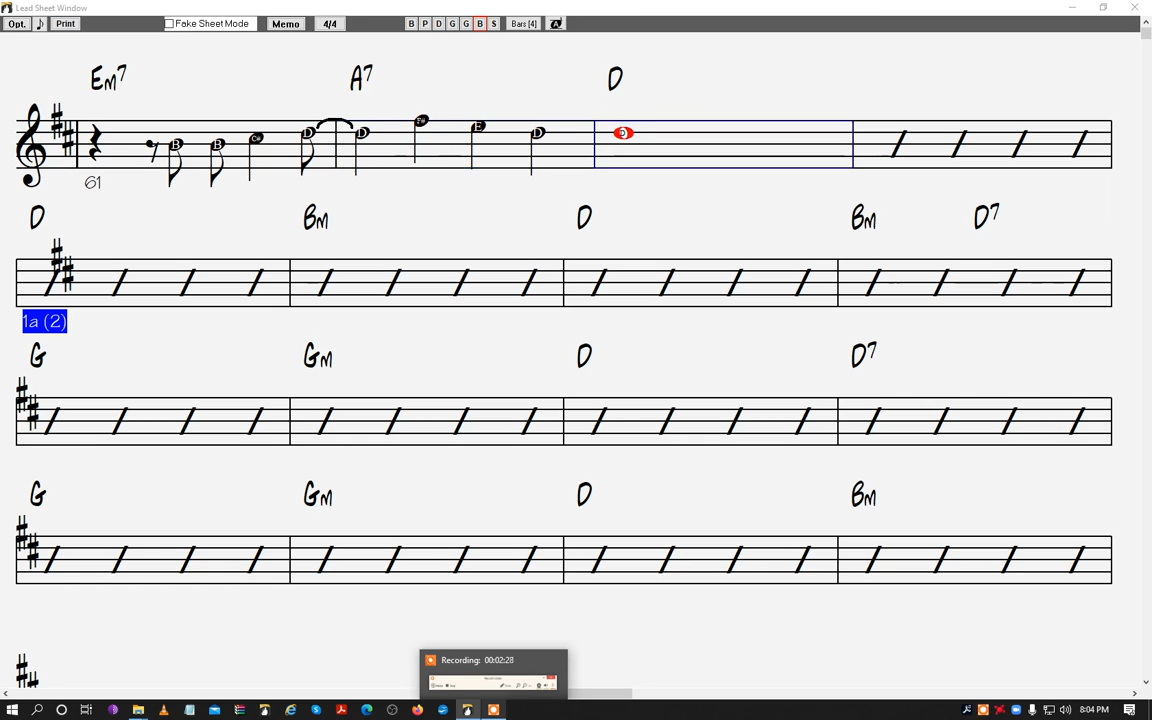 Lead Sheet Window
Opt. Print Fake Sheet Mode Memo 4/4 B P D G G B S Bars [4] A
Em7 A7 D
B B C# D D F# E D D
61
D Bm D Bm D7
1a (2)
G Gm D D7
G Gm D Bm
Recording: 00:02:28
8:04 PM